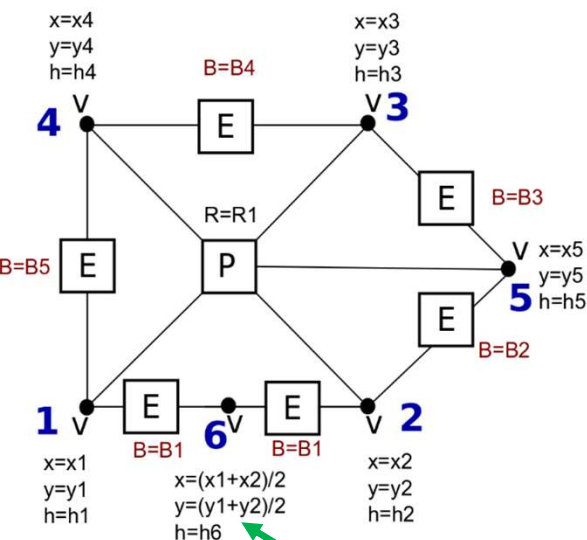 x=x4
y=y4
h=h4
V
4
B=B4
E
x=x3
y=y3
h=h3
V
3
E
B=B3
R=R1
P
B=B5
E
V
5
x=x5
y=y5
h=h5
E
B=B2
1
V
x=x1
y=y1
h=h1
E
B=B1
6
V
x=(x1+x2)/2
y=(y1+y2)/2
h=h6
E
B=B1
2
V
x=x2
y=y2
h=h2